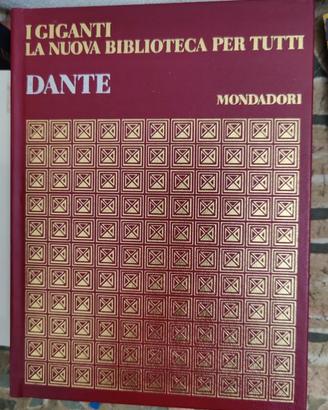 I GIGANTI
LA NUOVA BIBLIOTECA PER TUTTI
DANTE
MONDADORI